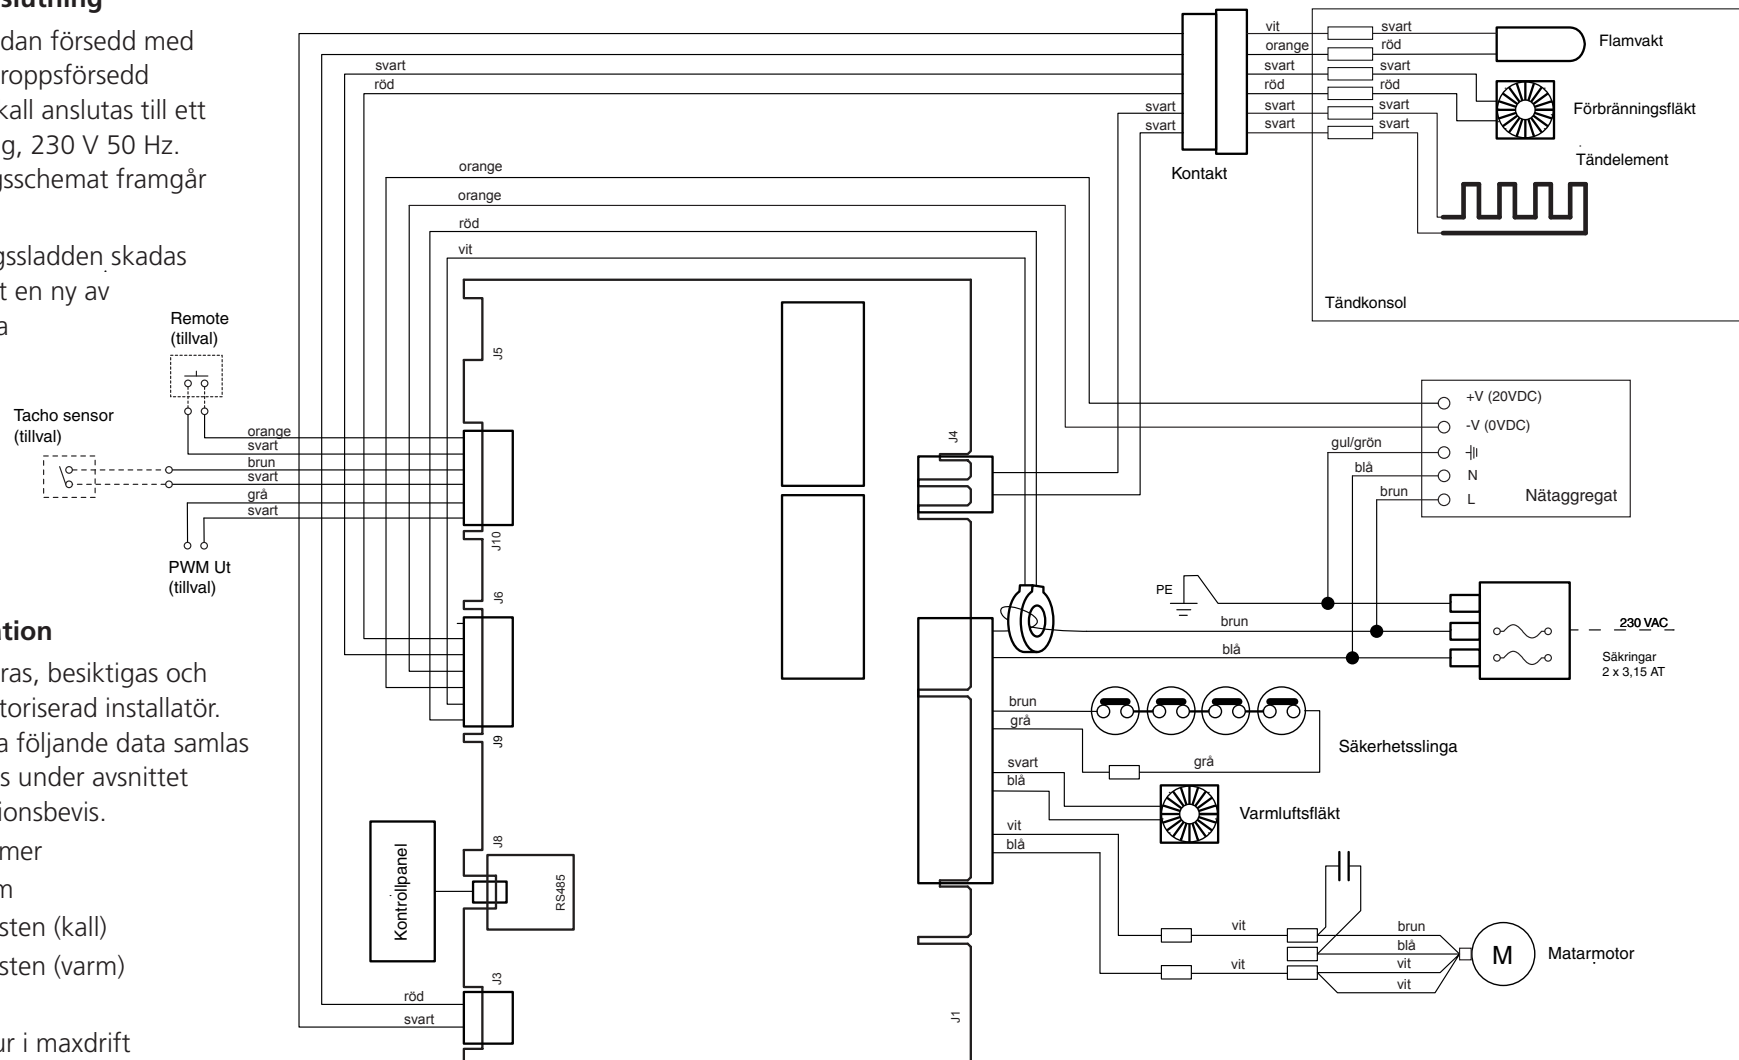 slutning
dan försedd med
roppsförsedd
kall anslutas till ett
g, 230 V 50 Hz.
gsschemat framgår
gssladden skadas
t en ny av
a
ation
ras, besiktigas och
toriserad installatör.
a följande data samlas
s under avsnittet
ionsbevis.
mer
m
sten (kall)
sten (varm)
ur i maxdrift
svart
röd
svart
svart
vit
orange
svart
röd
svart
svart
svart
röd
svart
röd
svart
svart
Flamvakt
Förbränningsfläkt
Tändelement
Kontakt
Tändkonsol
orange
orange
röd
vit
Remote
(tillval)
Tacho sensor
(tillval)
orange
svart
brun
svart
grå
svart
PWM Ut
(tillval)
J5
J10
J6
J9
J8
J3
J4
J1
Kontrollpanel
RS485
röd
svart
+V (20VDC)
-V (0VDC)
N
L
Nätaggregat
gul/grön
blå
brun
PE
brun
blå
230 VAC
Säkringar
2 x 3,15 AT
brun
grå
grå
Säkerhetsslinga
svart
blå
Varmluftsfläkt
vit
blå
vit
vit
brun
blå
vit
vit
M
Matarmotor